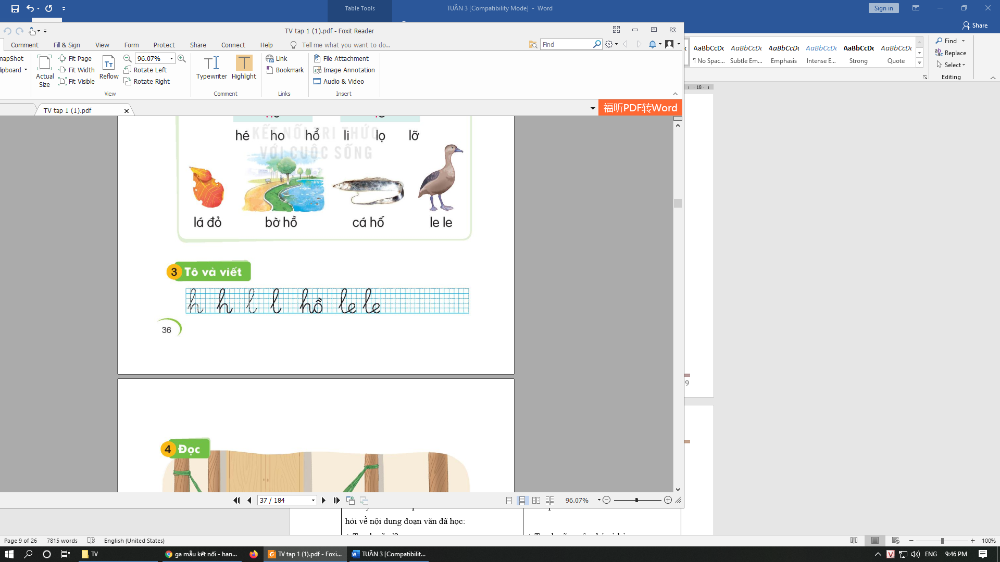 Table Tools
TUẦN 3 [Compatibility Mode] - Word
Sign in
Share
TV tap 1 (1).pdf - Foxit Reader
Comment Fill & Sign View Form Protect Share Connect Help Tell me what you want to do..
Find
Actual Size
Fit Page
Fit Width
Fit Visible
Reflow
96.07%
Rotate Left
Rotate Right
View
Typewriter
Highlight
Comment
Link
Bookmark
Links
File Attachment
Image Annotation
Audio & Video
Insert
AaBbCcDc AaBbCcDc AaBbCcDc AaBbCcDc AaBbCcDc AaBbCcDc
¶ No Spac... Subtle Em... Emphasis Intense E... Strong Quote
Find
Replace
Select
Editing
TV tap 1 (1).pdf
福昕PDF转Word
18
KẾT NỐI TRI THỨC
VỚI CUỘC SỐNG
hé ho hổ li lọ lỡ
lá đỏ bờ hồ cá hố le le
3 Tô và viết
h h l l hồ le le
36
9
4 Đọc
37 / 184
96.07%
hỏi về nội dung đoạn văn đã học:
Page 9 of 26 7815 words English (United States)
100%
TV
ga mẫu kết nối - han...
TV tap 1 (1).pdf - Foxi...
TUẦN 3 [Compatibilit...
ENG
9:46 PM